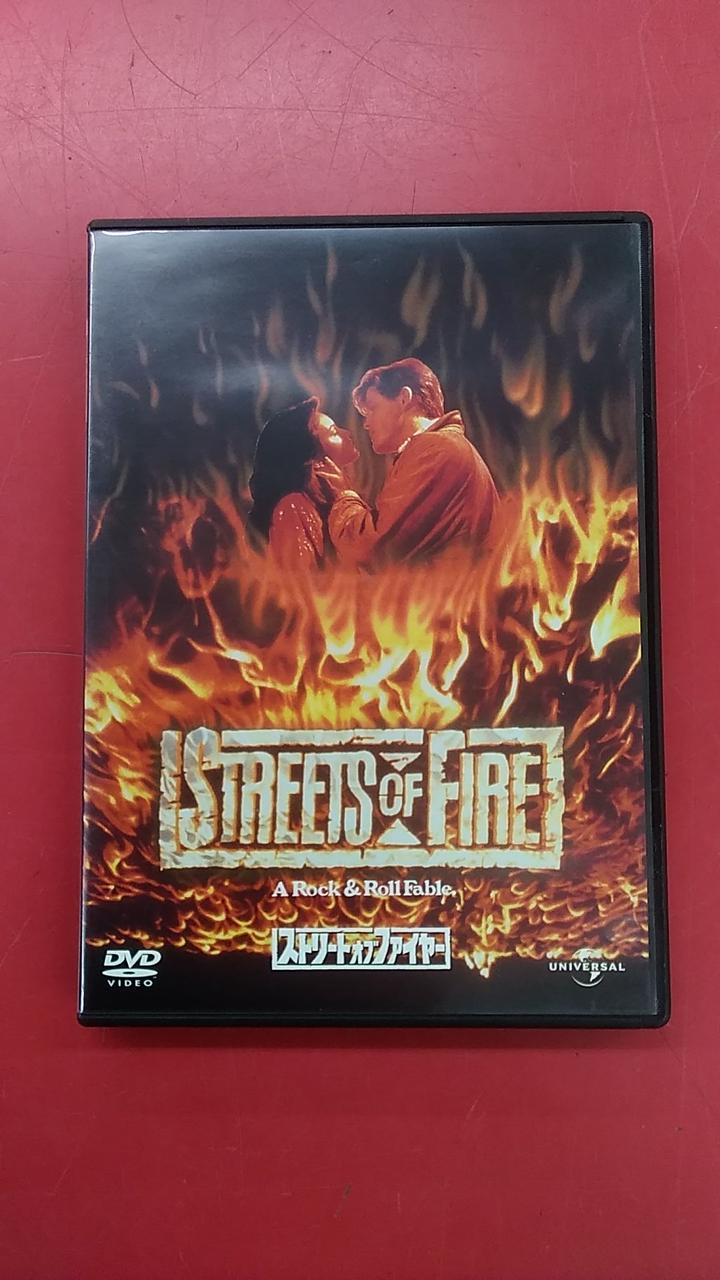 STREETS OF FIRE
A Rock & Roll Fable.
ストリート・オブ・ファイヤー
DVD
VIDEO
UNIVERSAL